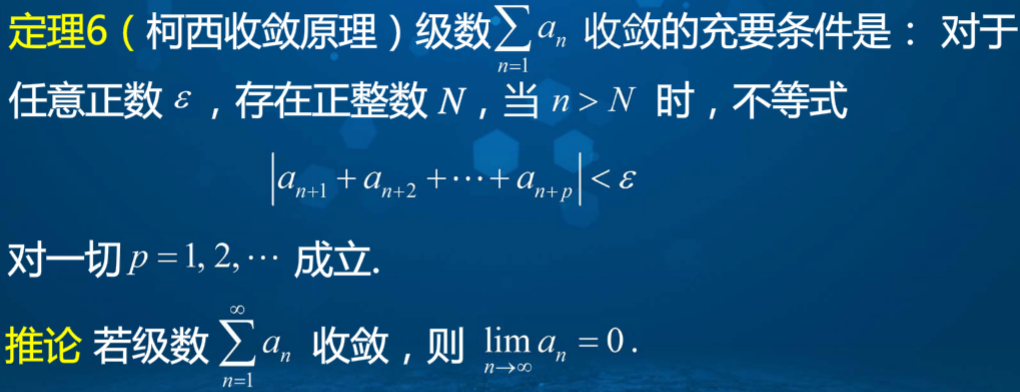 定理6（柯西收敛原理）级数 $\sum_{n=1} a_n$ 收敛的充要条件是： 对于
任意正数 $\varepsilon$ ，存在正整数 $N$，当 $n > N$ 时，不等式
$\left| a_{n+1} + a_{n+2} + \cdots + a_{n+p} \right| < \varepsilon$
对一切 $p = 1, 2, \cdots$ 成立.
推论 若级数 $\sum_{n=1}^{\infty} a_n$ 收敛，则 $\lim_{n \to \infty} a_n = 0$ .